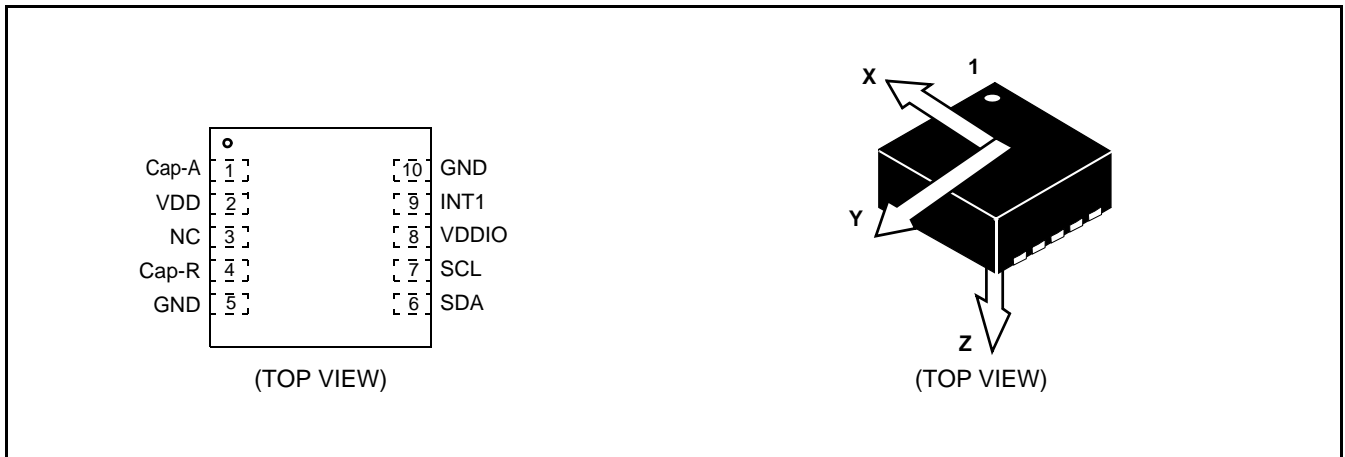 Cap-A 1 10 GND
VDD 2 9 INT1
NC 3 8 VDDIO
Cap-R 4 7 SCL
GND 5 6 SDA
(TOP VIEW)
1
X
Y
Z
(TOP VIEW)